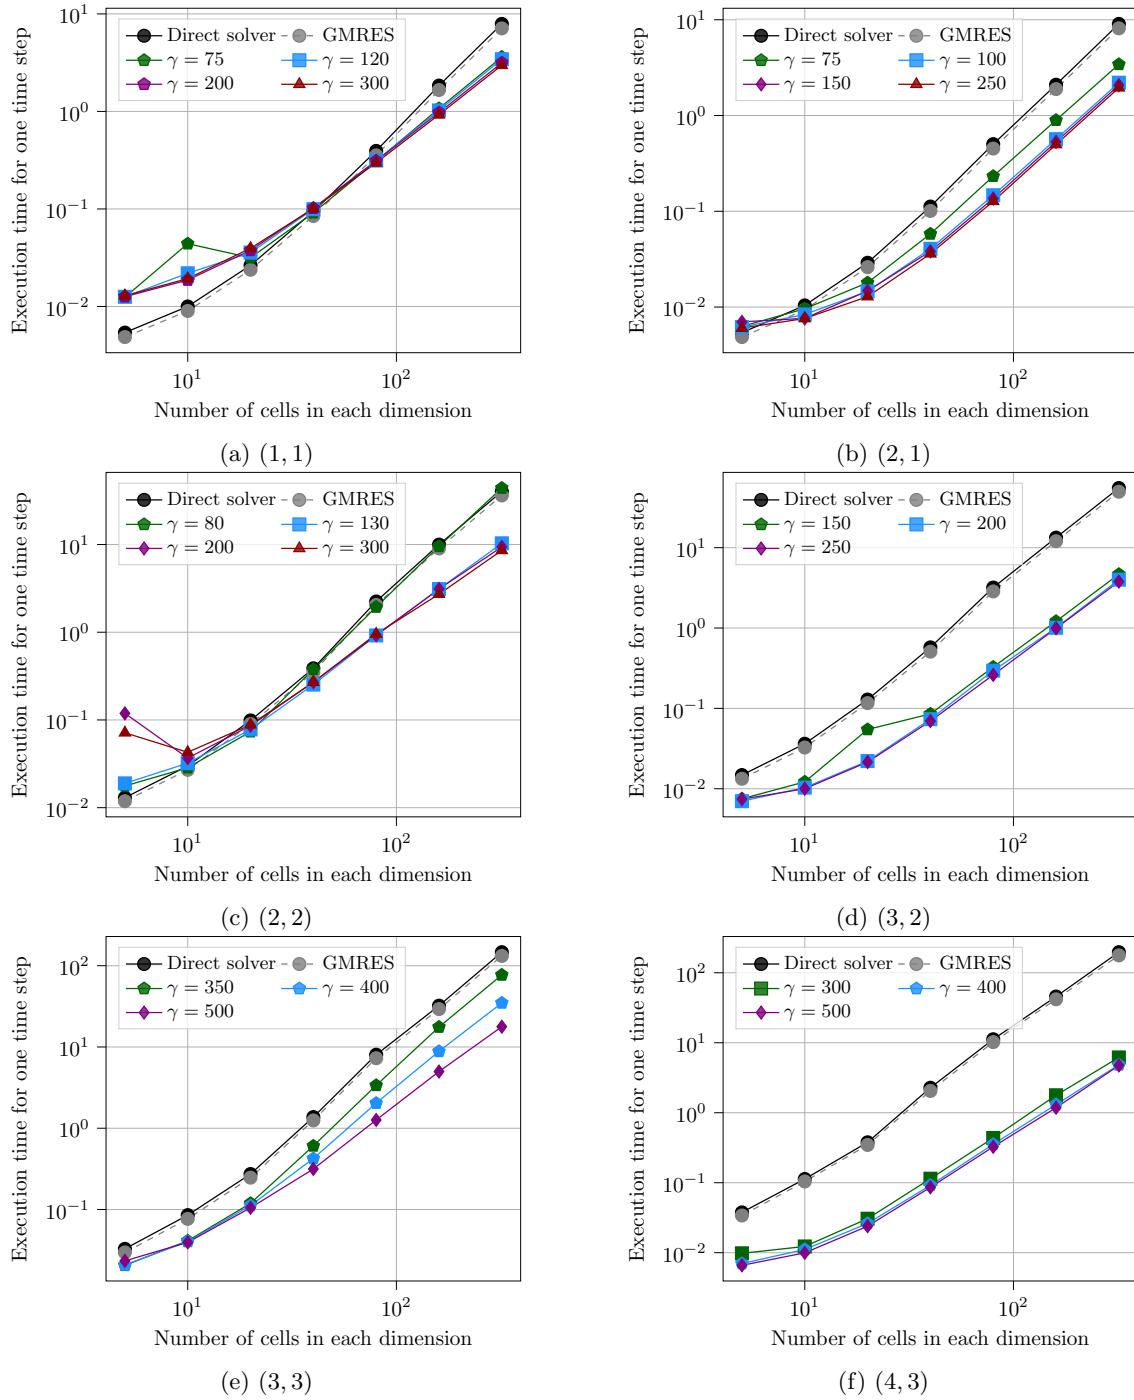 Execution time for one time step
10^1
10^0
10^{-1}
10^{-2}
Direct solver
GMRES
γ = 75
γ = 120
γ = 200
γ = 300
10^1
10^2
Number of cells in each dimension
(a) (1, 1)
Execution time for one time step
10^1
10^0
10^{-1}
10^{-2}
Direct solver
GMRES
γ = 75
γ = 100
γ = 150
γ = 250
10^1
10^2
Number of cells in each dimension
(b) (2, 1)
Execution time for one time step
10^1
10^0
10^{-1}
10^{-2}
Direct solver
GMRES
γ = 80
γ = 130
γ = 200
γ = 300
10^1
10^2
Number of cells in each dimension
(c) (2, 2)
Execution time for one time step
10^1
10^0
10^{-1}
10^{-2}
Direct solver
GMRES
γ = 150
γ = 200
γ = 250
10^1
10^2
Number of cells in each dimension
(d) (3, 2)
Execution time for one time step
10^2
10^1
10^0
10^{-1}
Direct solver
GMRES
γ = 350
γ = 400
γ = 500
10^1
10^2
Number of cells in each dimension
(e) (3, 3)
Execution time for one time step
10^2
10^1
10^0
10^{-1}
10^{-2}
Direct solver
GMRES
γ = 300
γ = 400
γ = 500
10^1
10^2
Number of cells in each dimension
(f) (4, 3)